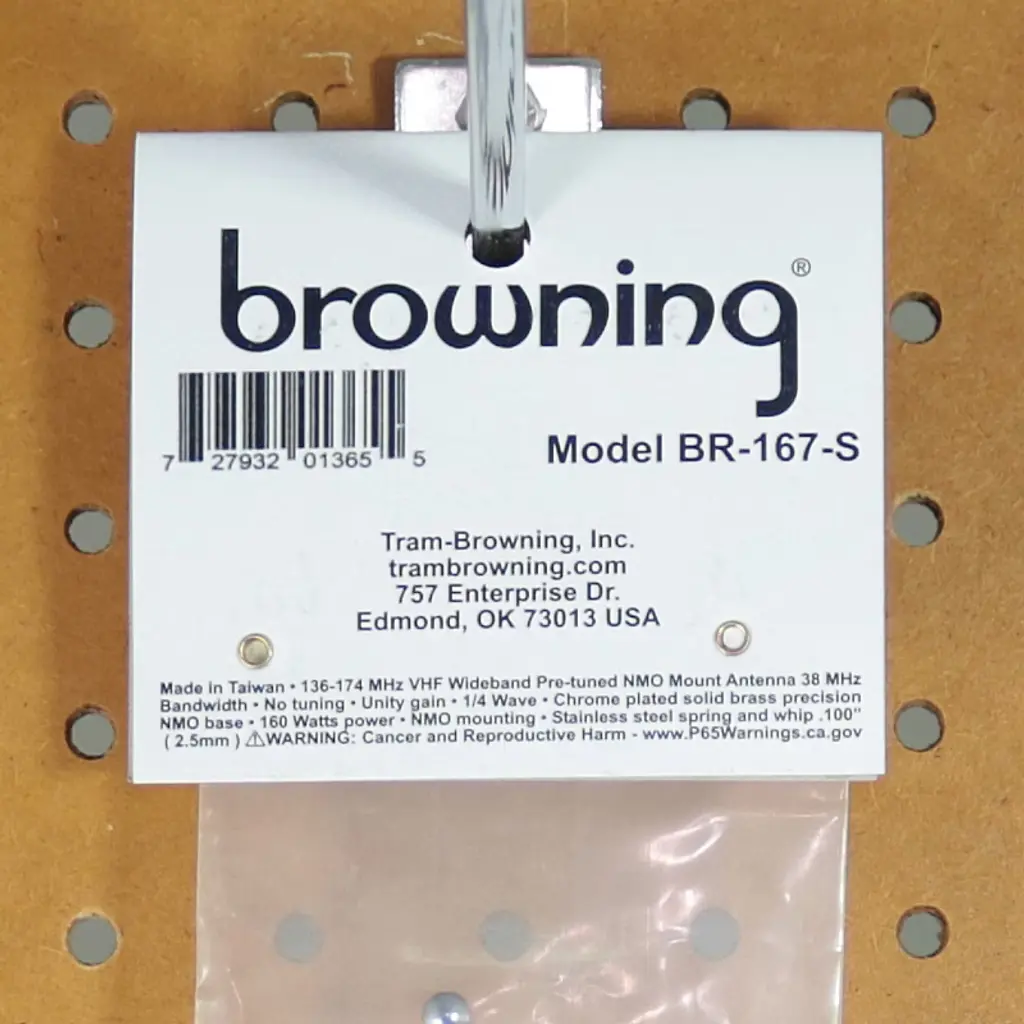 browning®
7 27932 01365 5
Model BR-167-S
Tram-Browning, Inc.
trambrowning.com
757 Enterprise Dr.
Edmond, OK 73013 USA
Made in Taiwan • 136-174 MHz VHF Wideband Pre-tuned NMO Mount Antenna 38 MHz
Bandwidth • No tuning • Unity gain • 1/4 Wave • Chrome plated solid brass precision
NMO base • 160 Watts power • NMO mounting • Stainless steel spring and whip .100"
( 2.5mm ) ⚠WARNING: Cancer and Reproductive Harm - www.P65Warnings.ca.gov